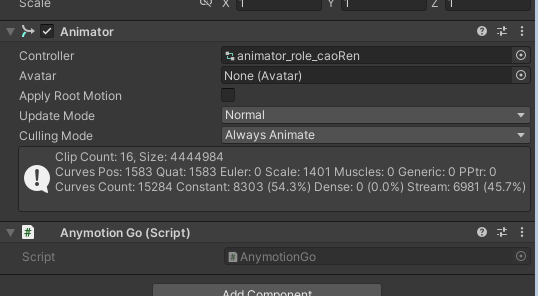 Scale X 1 Y 1 Z 1
Animator
Controller animator_role_caoRen
Avatar None (Avatar)
Apply Root Motion
Update Mode Normal
Culling Mode Always Animate
Clip Count: 16, Size: 4444984
Curves Pos: 1583 Quat: 1583 Euler: 0 Scale: 1401 Muscles: 0 Generic: 0 PPtr: 0
Curves Count: 15284 Constant: 8303 (54.3%) Dense: 0 (0.0%) Stream: 6981 (45.7%)
# Anymotion Go (Script)
Script # AnymotionGo
Add Component